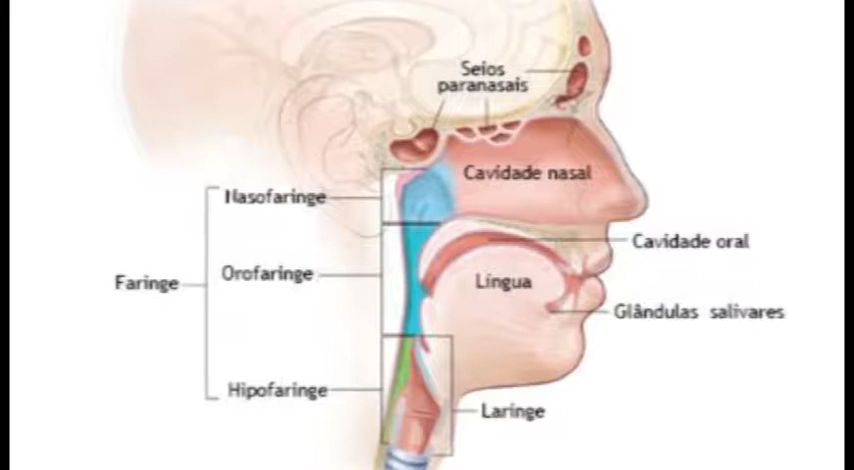 Seios
paranasais
Cavidade nasal
Nasofaringe
Cavidade oral
Orofaringe
Língua
Faringe
Glândulas salivares
Hipofaringe
Laringe